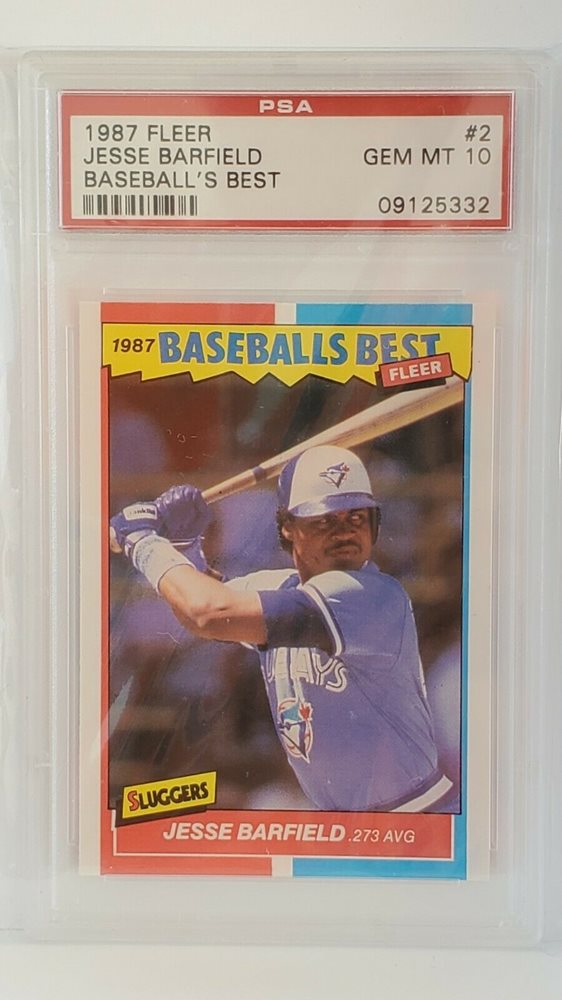 PSA
1987 FLEER #2
JESSE BARFIELD GEM MT 10
BASEBALL'S BEST
09125332
1987 BASEBALLS BEST
FLEER
JAYS
SLUGGERS
JESSE BARFIELD .273 AVG